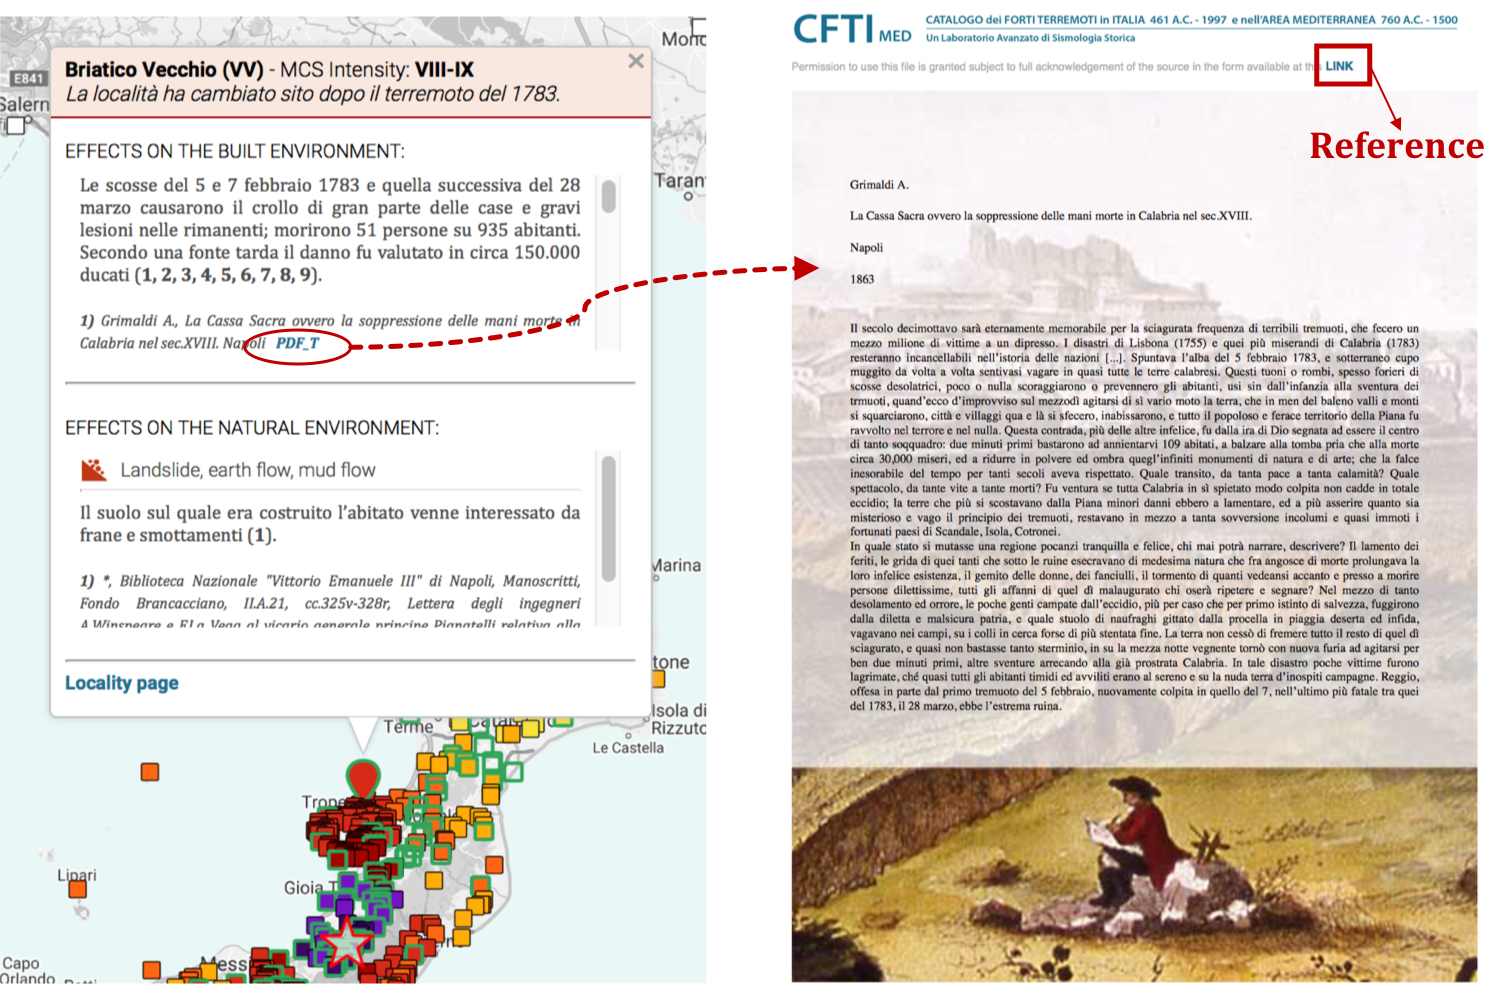 E841
Salern
Mono
Taran
Marina
tone
Isola di
Rizzuto
Le Castella
Terme
Trope
Gioia T
Lipari
Messi
Capo
Orlando
Briatico Vecchio (VV) - MCS Intensity: VIII-IX
La località ha cambiato sito dopo il terremoto del 1783.
EFFECTS ON THE BUILT ENVIRONMENT:
Le scosse del 5 e 7 febbraio 1783 e quella successiva del 28
marzo causarono il crollo di gran parte delle case e gravi
lesioni nelle rimanenti; morirono 51 persone su 935 abitanti.
Secondo una fonte tarda il danno fu valutato in circa 150.000
ducati (1, 2, 3, 4, 5, 6, 7, 8, 9).
1) Grimaldi A., La Cassa Sacra ovvero la soppressione delle mani morte in
Calabria nel sec.XVIII. Napoli PDF_T
EFFECTS ON THE NATURAL ENVIRONMENT:
Landslide, earth flow, mud flow
Il suolo sul quale era costruito l'abitato venne interessato da
frane e smottamenti (1).
1) *, Biblioteca Nazionale "Vittorio Emanuele III" di Napoli, Manoscritti,
Fondo Brancacciano, II.A.21, cc.325v-328r, Lettera degli ingegneri
A.Winspeare e F.La Vega al vicario generale principe Pignatelli relativa alla
Locality page
CFTI MED
CATALOGO dei FORTI TERREMOTI in ITALIA 461 A.C. - 1997 e nell'AREA MEDITERRANEA 760 A.C. - 1500
Un Laboratorio Avanzato di Sismologia Storica
Permission to use this file is granted subject to full acknowledgement of the source in the form available at th LINK
Reference
Grimaldi A.
La Cassa Sacra ovvero la soppressione delle mani morte in Calabria nel sec.XVIII.
Napoli
1863
Il secolo decimottavo sarà eternamente memorabile per la sciagurata frequenza di terribili tremuoti, che fecero un
mezzo milione di vittime a un dipresso. I disastri di Lisbona (1755) e quei più miserandi di Calabria (1783)
resteranno incancellabili nell'istoria delle nazioni [...]. Spuntava l'alba del 5 febbraio 1783, e sotterraneo cupo
muggito da volta a volta sentivasi vagare in quasi tutte le terre calabresi. Questi tuoni o rombi, spesso forieri di
scosse desolatrici, poco o nulla scoraggiarono o prevennero gli abitanti, usi sin dall'infanzia alla sventura dei
trmuoti, quand'ecco d'improvviso sul mezzodì agitarsi di sì vario moto la terra, che in men del baleno valli e monti
si squarciarono, città e villaggi qua e là si sfecero, inabissarono, e tutto il popoloso e ferace territorio della Piana fu
ravvolto nel terrore e nel nulla. Questa contrada, più delle altre infelice, fu dalla ira di Dio segnata ad essere il centro
di tanto soqquadro: due minuti primi bastarono ad annientarvi 109 abitati, a balzare alla tomba pria che alla morte
circa 30,000 miseri, ed a ridurre in polvere ed ombra quegl'infiniti monumenti di natura e di arte; che la falce
inesorabile del tempo per tanti secoli aveva rispettato. Quale transito, da tanta pace a tanta calamità? Quale
spettacolo, da tante vite a tante morti? Fu ventura se tutta Calabria in sì spietato modo colpita non cadde in totale
eccidio; la terre che più si scostavano dalla Piana minori danni ebbero a lamentare, ed a più asserire quanto sia
misterioso e vago il principio dei tremuoti, restavano in mezzo a tanta sovversione incolumi e quasi immoti i
fortunati paesi di Scandale, Isola, Cotronei.
In quale stato si mutasse una regione pocanzi tranquilla e felice, chi mai potrà narrare, descrivere? Il lamento dei
feriti, le grida di quei tanti che sotto le ruine esecravano di medesima natura che fra angosce di morte prolungava la
loro infelice esistenza, il gemito delle donne, dei fanciulli, il tormento di quanti vedeansi accanto e presso a morire
persone dilettissime, tutti gli affanni di quel dì malaugurato chi oserà ripetere e segnare? Nel mezzo di tanto
desolamento ed orrore, le poche genti campate dall'eccidio, più per caso che per primo istinto di salvezza, fuggirono
dalla diletta e malsicura patria, e quale stuolo di naufraghi gittato dalla procella in piaggia deserta ed infida,
vagavano nei campi, su i colli in cerca forse di più stentata fine. La terra non cessò di fremere tutto il resto di quel dì
sciagurato, e quasi non bastasse tanto sterminio, in su la mezza notte vegnente tornò con nuova furia ad agitarsi per
ben due minuti primi, altre sventure arrecando alla già prostrata Calabria. In tale disastro poche vittime furono
lagrimate, ché quasi tutti gli abitanti timidi ed avviliti erano al sereno e su la nuda terra d'inospiti campagne. Reggio,
offesa in parte dal primo tremuoto del 5 febbraio, nuovamente colpita in quello del 7, nell'ultimo più fatale tra quei
del 1783, il 28 marzo, ebbe l'estrema ruina.